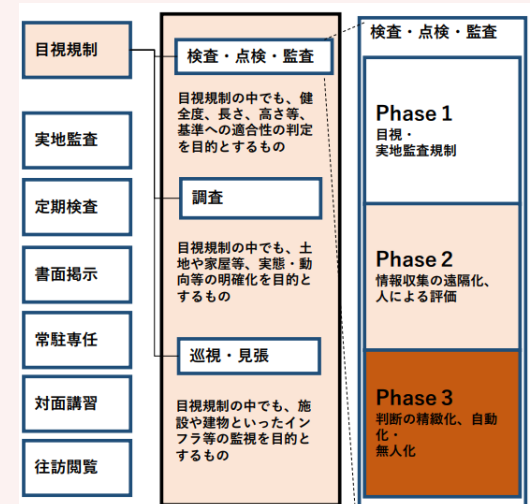 目視規制
実地監査
定期検査
書面掲示
常駐専任
対面講習
往訪閲覧
検査・点検・監査
目視規制の中でも、健
全度、長さ、高さ等、
基準への適合性の判定
を目的とするもの
調査
目視規制の中でも、土
地や家屋等、実態・動
向等の明確化を目的と
するもの
巡視・見張
目視規制の中でも、施
設や建物といったイン
フラ等の監視を目的と
するもの
検査・点検・監査
Phase 1
目視・
実地監査規制
Phase 2
情報収集の遠隔化、
人による評価
Phase 3
判断の精緻化、自動
化・
無人化